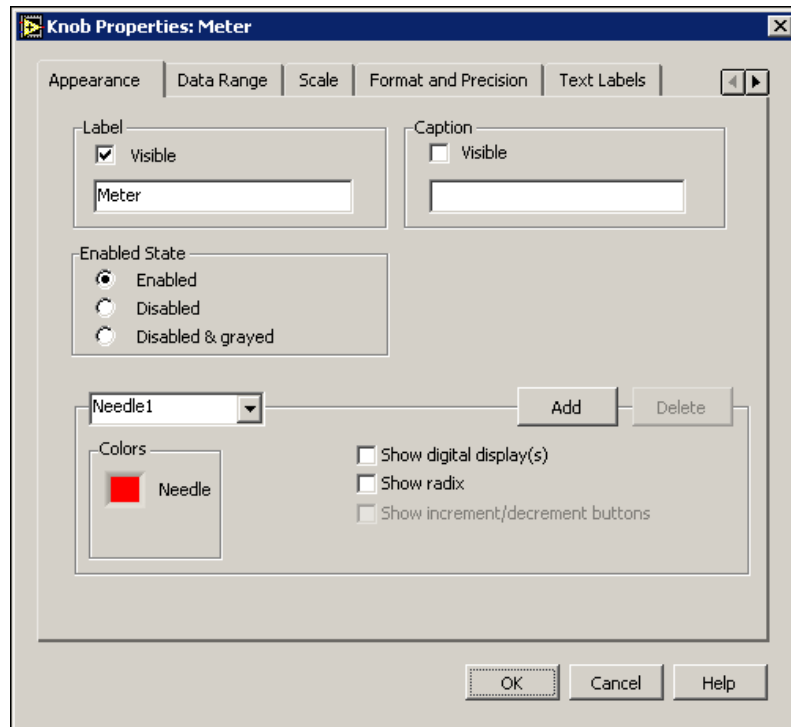 Knob Properties: Meter
Appearance Data Range Scale Format and Precision Text Labels
Label
Visible
Meter
Caption
Visible
Enabled State
Enabled
Disabled
Disabled & grayed
Needle1
Add
Delete
Colors
Needle
Show digital display(s)
Show radix
Show increment/decrement buttons
OK Cancel Help